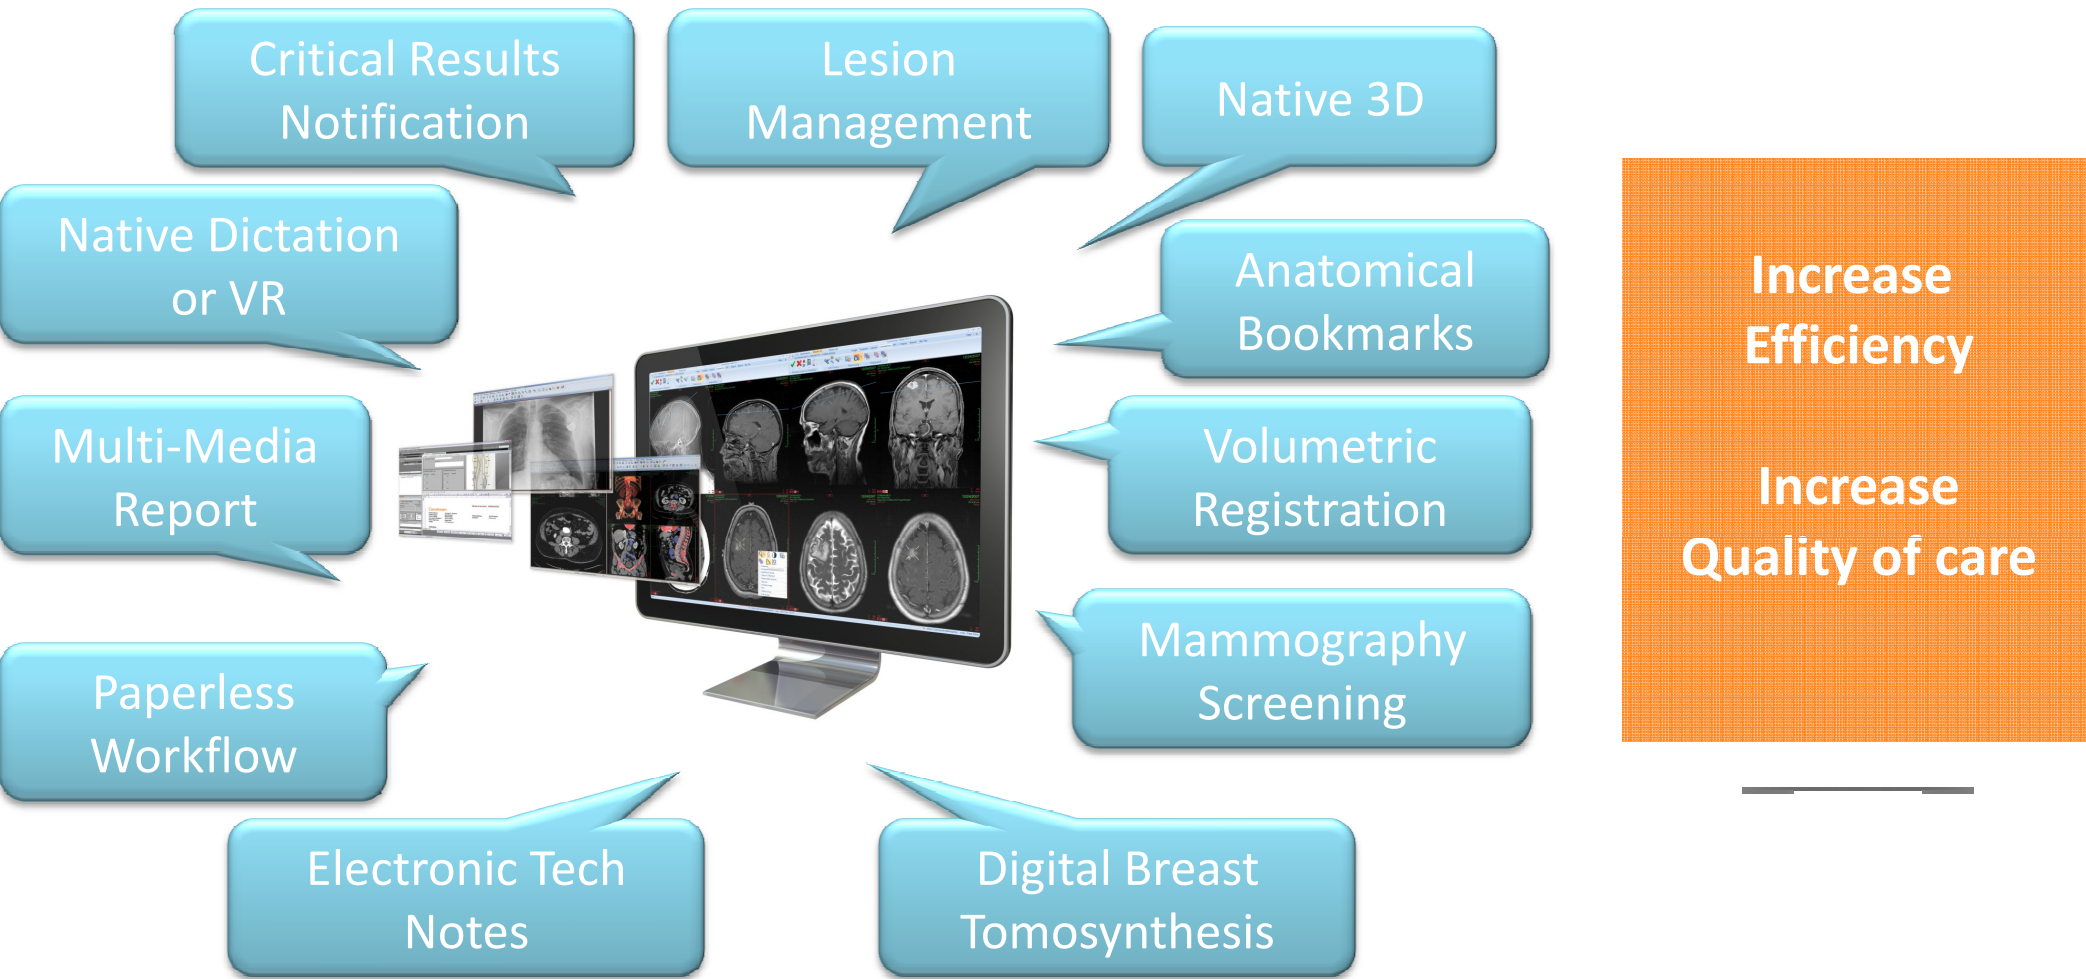 Critical Results
Notification
Lesion
Management
Native 3D
Native Dictation
or VR
Anatomical
Bookmarks
Increase
Efficiency
Multi-Media
Report
Volumetric
Registration
Increase
Quality of care
Paperless
Workflow
Mammography
Screening
Electronic Tech
Notes
Digital Breast
Tomosynthesis